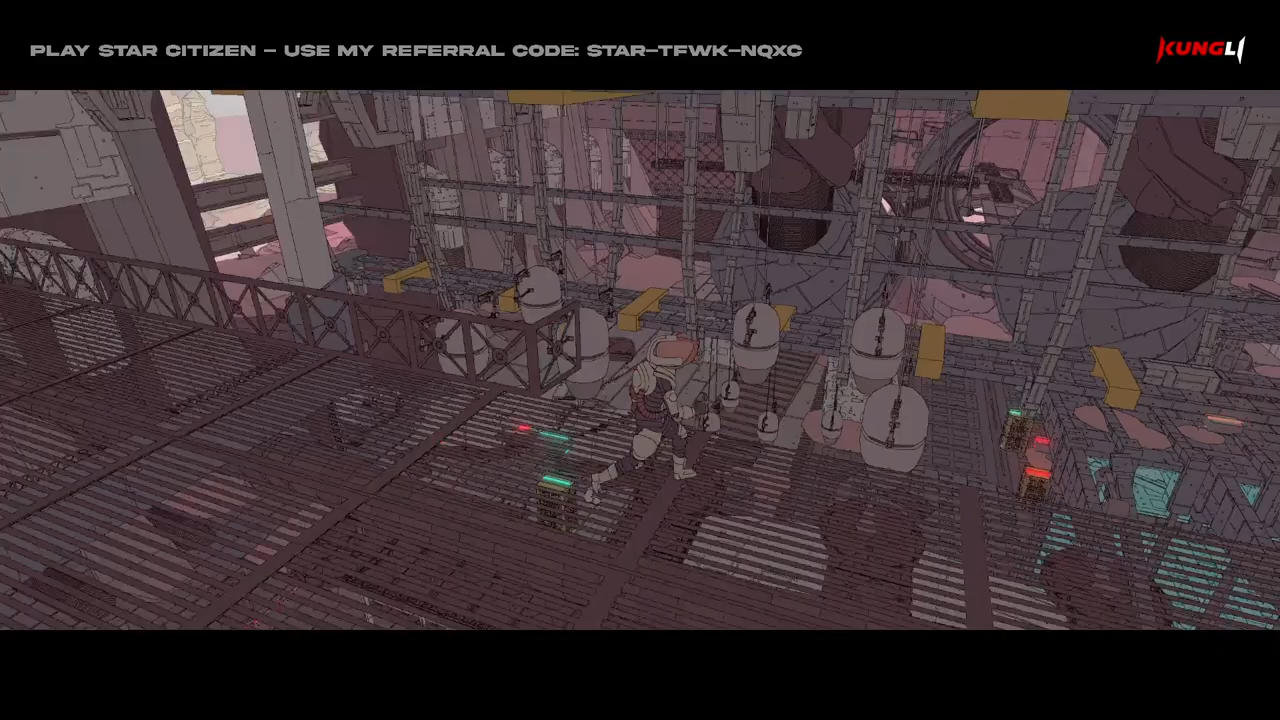 PLAY STAR CITIZEN – USE MY REFERRAL CODE: STAR–TFWK–NQXC
KUNGLI